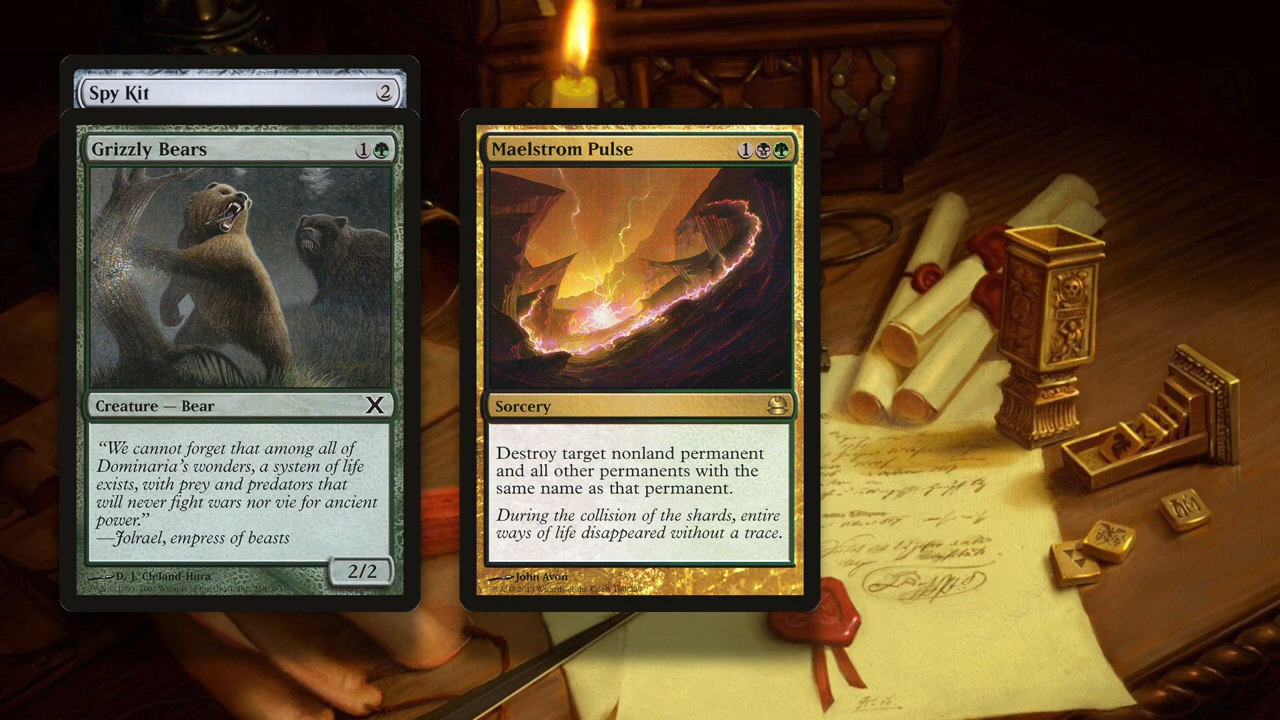 Spy Kit
2
Grizzly Bears
1
Creature — Bear
"We cannot forget that among all of
Dominaria's wonders, a system of life
exists, with prey and predators that
will never fight wars nor vie for ancient
power."
—Jolrael, empress of beasts
2/2
D. J. Cleland-Hura
Maelstrom Pulse
1
Sorcery
Destroy target nonland permanent
and all other permanents with the
same name as that permanent.
During the collision of the shards, entire
ways of life disappeared without a trace.
John Avon